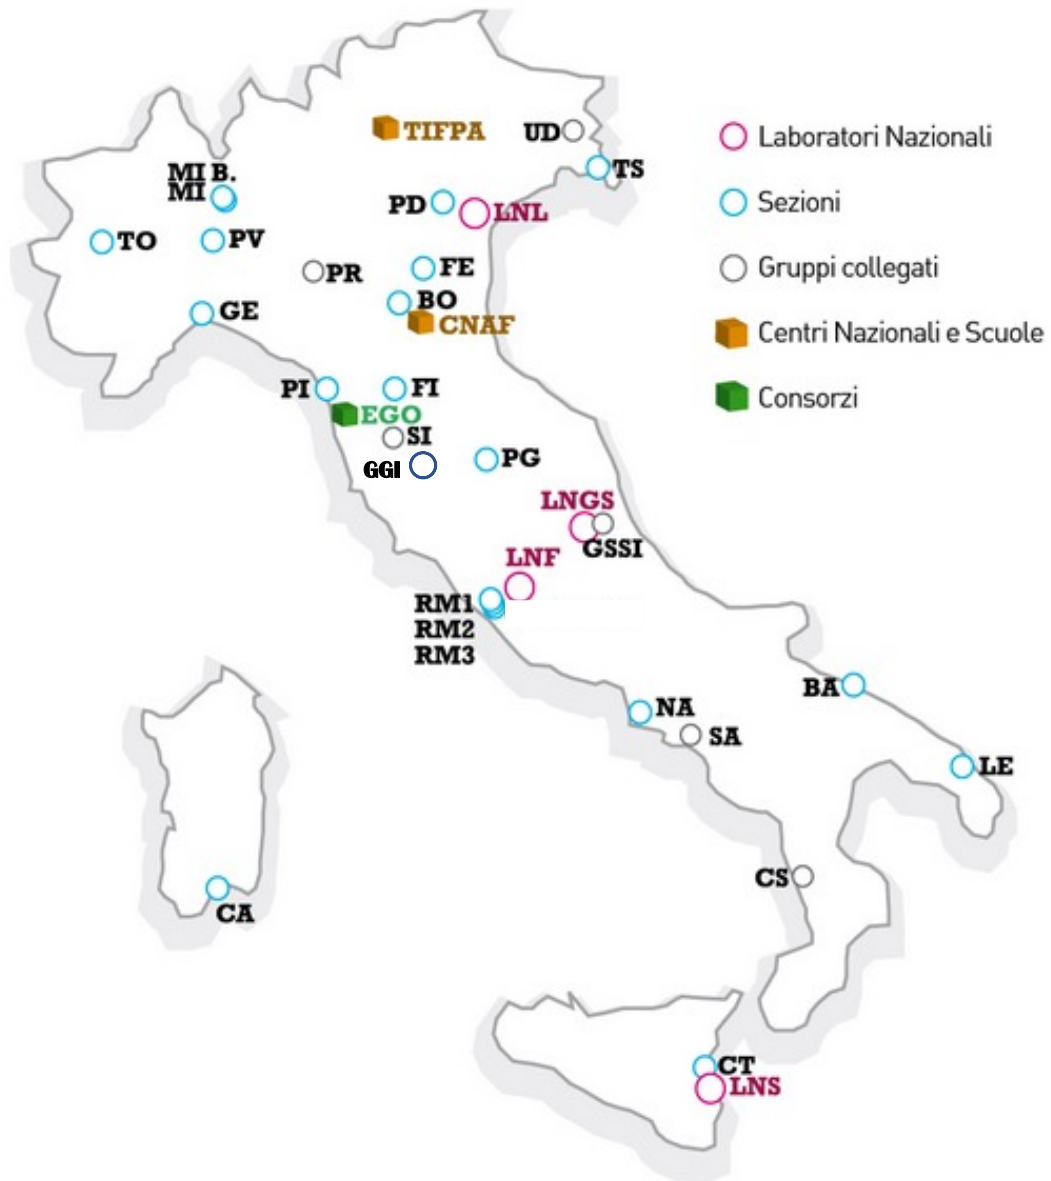 TIFPA
UD
MI B.
MI
TS
PD
LNL
TO
PV
PR
FE
BO
GE
CNAF
PI
FI
EGO
SI
GGI
PG
LNGS
GSSI
LNF
RM1
RM2
RM3
BA
NA
SA
LE
CS
CA
CT
LNS
Laboratori Nazionali
Sezioni
Gruppi collegati
Centri Nazionali e Scuole
Consorzi